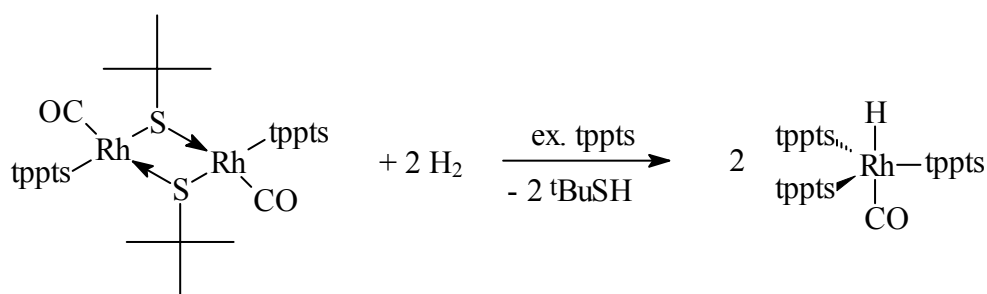 OC
S
Rh
tppts
tppts
Rh
S
CO
+ 2 H₂
ex. tppts
- 2 ᵗBuSH
2
H
tppts
Rh
tppts
tppts
CO